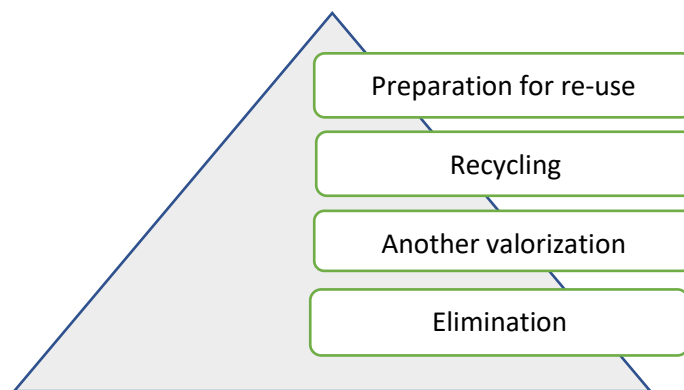 Preparation for re-use
Recycling
Another valorization
Elimination